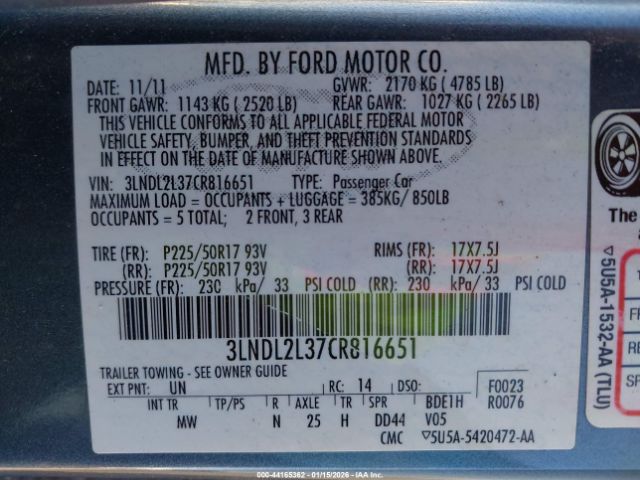 MFD. BY FORD MOTOR CO.
DATE: 11/11 GVWR: 2170 KG ( 4785 LB)
FRONT GAWR: 1143 KG ( 2520 LB) REAR GAWR: 1027 KG ( 2265 LB)
THIS VEHICLE CONFORMS TO ALL APPLICABLE FEDERAL MOTOR
VEHICLE SAFETY, BUMPER, AND THEFT PREVENTION STANDARDS
IN EFFECT ON THE DATE OF MANUFACTURE SHOWN ABOVE.
VIN: 3LNDL2L37CR816651 TYPE: Passenger Car
MAXIMUM LOAD = OCCUPANTS + LUGGAGE = 385KG/ 850LB
OCCUPANTS = 5 TOTAL; 2 FRONT, 3 REAR
TIRE (FR): P225/50R17 93V RIMS (FR): 17X7.5J
(RR): P225/50R17 93V (RR): 17X7.5J
PRESSURE (FR): 230 kPa/ 33 PSI COLD (RR): 230 kPa/ 33 PSI COLD
3LNDL2L37CR816651
TRAILER TOWING - SEE OWNER GUIDE
EXT PNT: UN RC: 14 DSO: F0023
INT TR TP/PS R AXLE TR SPR BDE1H R0076
MW N 25 H DD44 V05
CMC ▽5U5A-5420472-AA
The
▽5U5A-1532-AA (TLU)
FR
RE
SP
000-44165362 01/15/2026 IAA Inc.